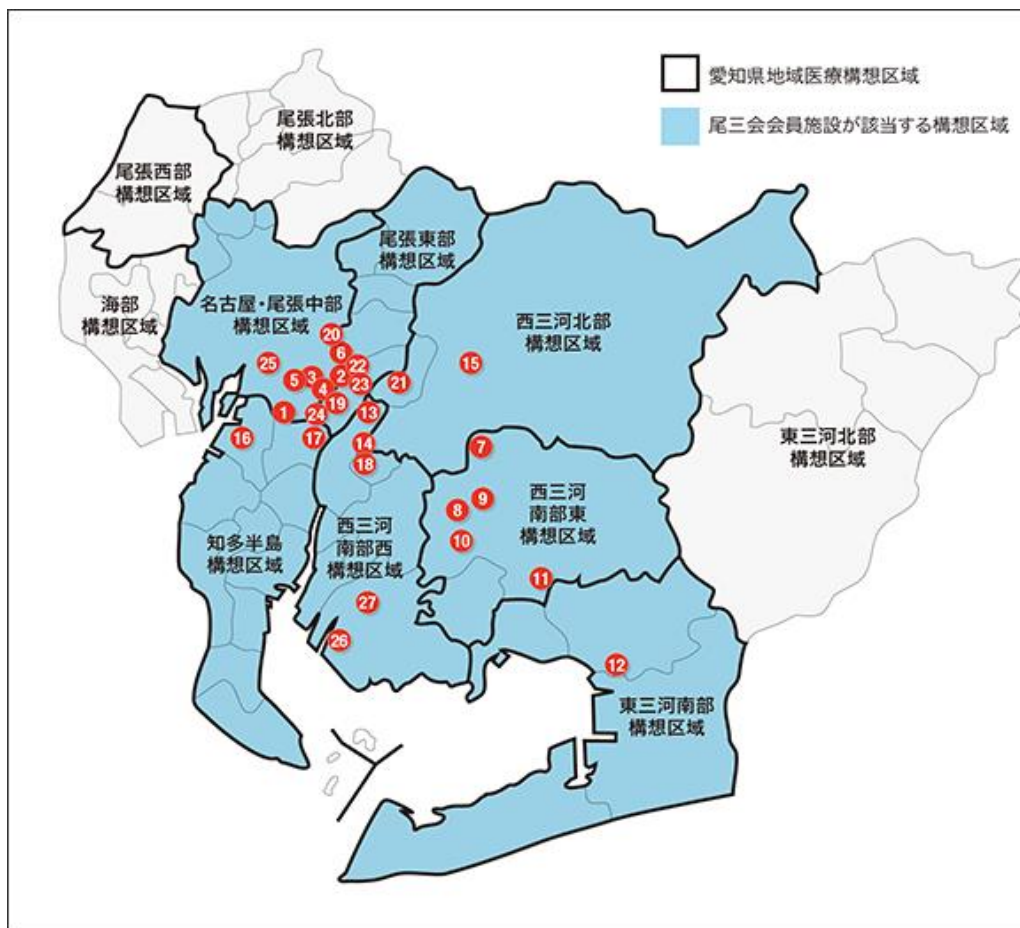 愛知県地域医療構想区域
尾三会会員施設が該当する構想区域
尾張北部
構想区域
尾張西部
構想区域
尾張東部
構想区域
海部
構想区域
名古屋・尾張中部
構想区域
西三河北部
構想区域
東三河北部
構想区域
20
6
25
3
2
22
5
4
23
21
15
1
24
19
13
16
17
14
18
7
8
9
10
西三河
南部東
構想区域
知多半島
構想区域
西三河
南部西
構想区域
11
27
26
12
東三河南部
構想区域